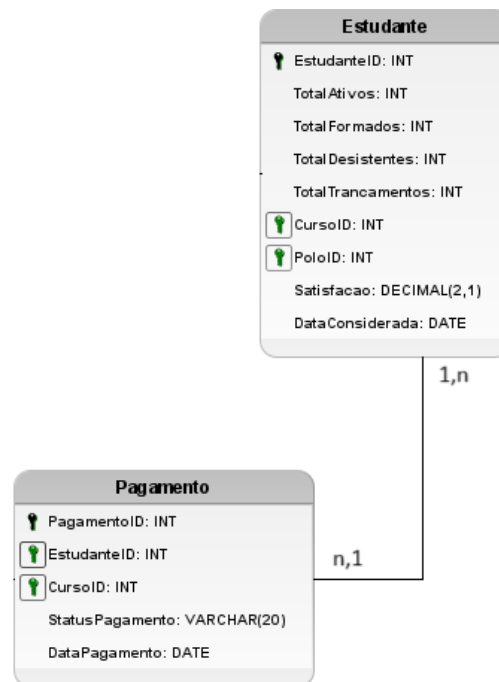 Estudante
EstudanteID: INT
TotalAtivos: INT
TotalFormados: INT
TotalDesistentes: INT
TotalTrancamentos: INT
CursoID: INT
PoloID: INT
Satisfacao: DECIMAL(2,1)
DataConsiderada: DATE
1,n
Pagamento
PagamentoID: INT
EstudanteID: INT
n,1
CursoID: INT
StatusPagamento: VARCHAR(20)
DataPagamento: DATE